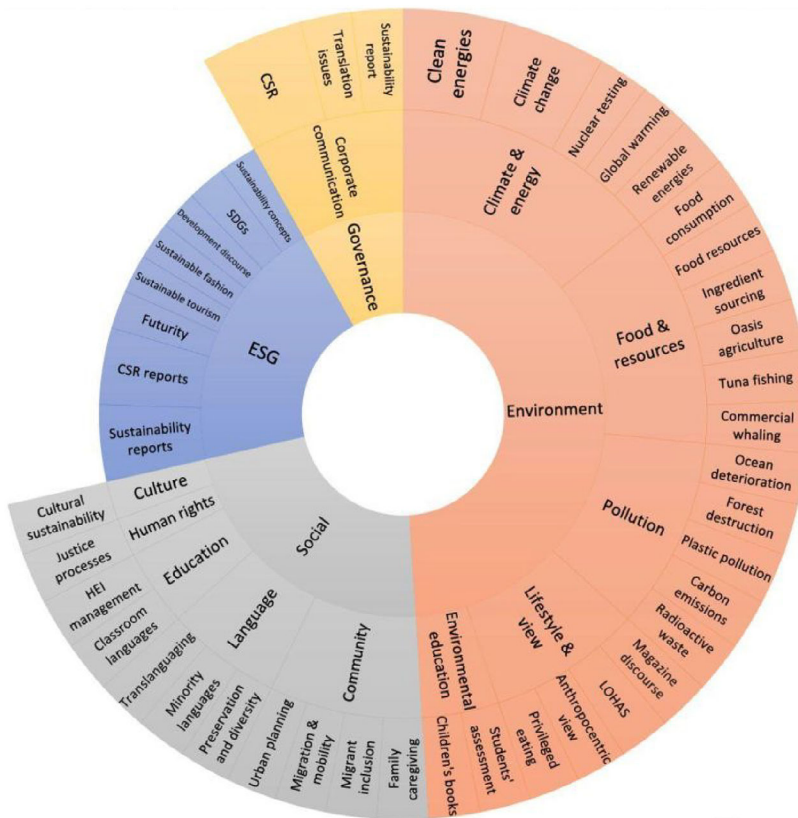 Environment
Climate &
energy
Clean
energies
Climate
change
Nuclear testing
Global warming
Renewable
energies
Food &
resources
Food
consumption
Food resources
Ingredient
sourcing
Oasis
agriculture
Tuna fishing
Commercial
whaling
Pollution
Ocean
deterioration
Forest
destruction
Plastic pollution
Carbon
emissions
Radioactive
waste
Lifestyle &
view
Magazine
discourse
LOHAS
Anthropocentric
view
Privileged
eating
Environmental
education
Students'
assessment
Children's books
Social
Community
Family
caregiving
Migrant
inclusion
Migration &
mobility
Urban planning
Language
Preservation
and diversity
Minority
languages
Translanguaging
Education
Classroom
languages
HEI
management
Human rights
Justice
processes
Culture
Cultural
sustainability
ESG
Sustainability
reports
CSR reports
Futurity
Sustainable tourism
Sustainable fashion
Development discourse
SDGs
Sustainability concepts
Governance
Corporate
communication
CSR
Translation
issues
Sustainability
report